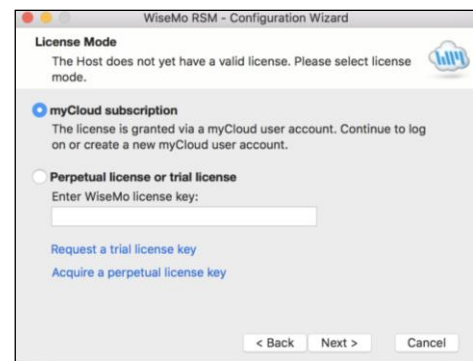 WiseMo RSM - Configuration Wizard
License Mode
The Host does not yet have a valid license. Please select license
mode.
myCloud subscription
The license is granted via a myCloud user account. Continue to log
on or create a new myCloud user account.
Perpetual license or trial license
Enter WiseMo license key:
Request a trial license key
Acquire a perpetual license key
< Back Next > Cancel